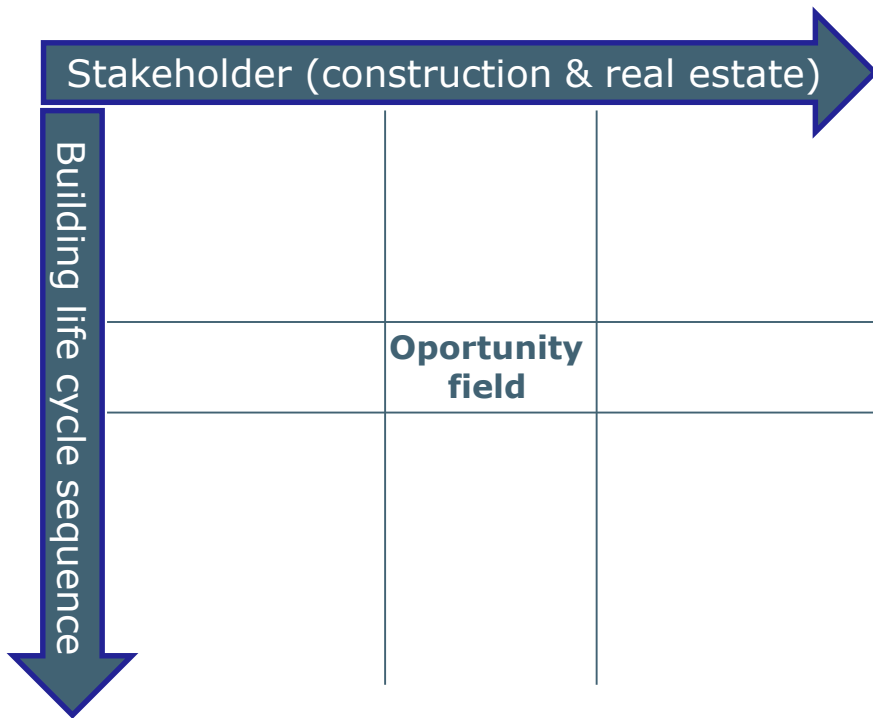 Stakeholder (construction & real estate)
Building life cycle sequence
Oportunity
field